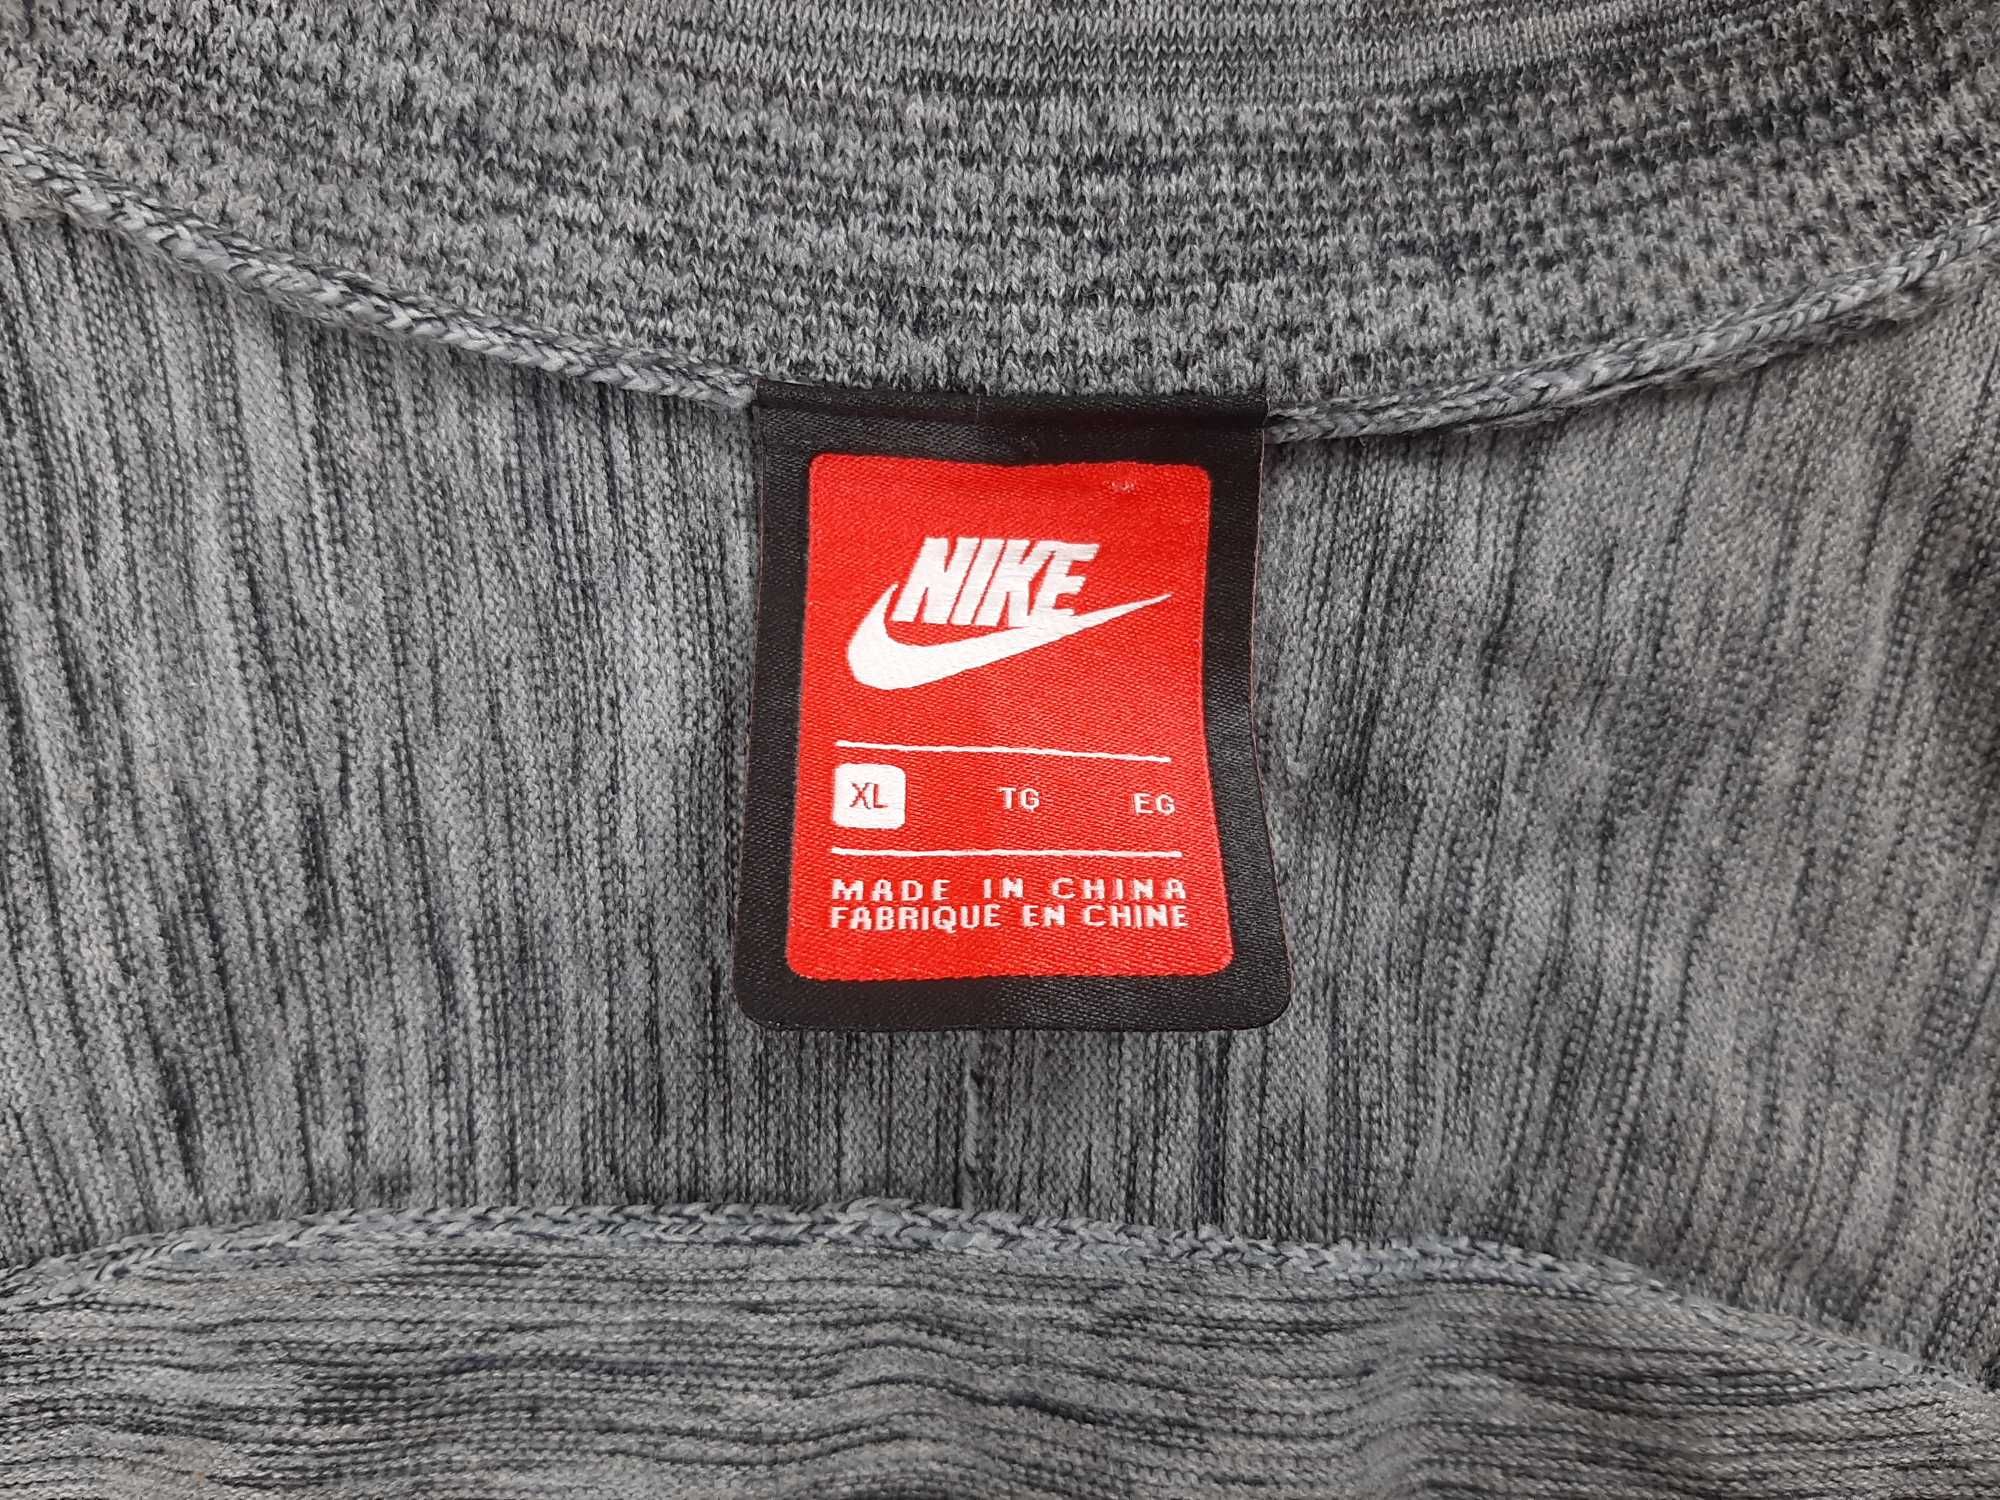 NIKE
XL TG EG
MADE IN CHINA
FABRIQUE EN CHINE